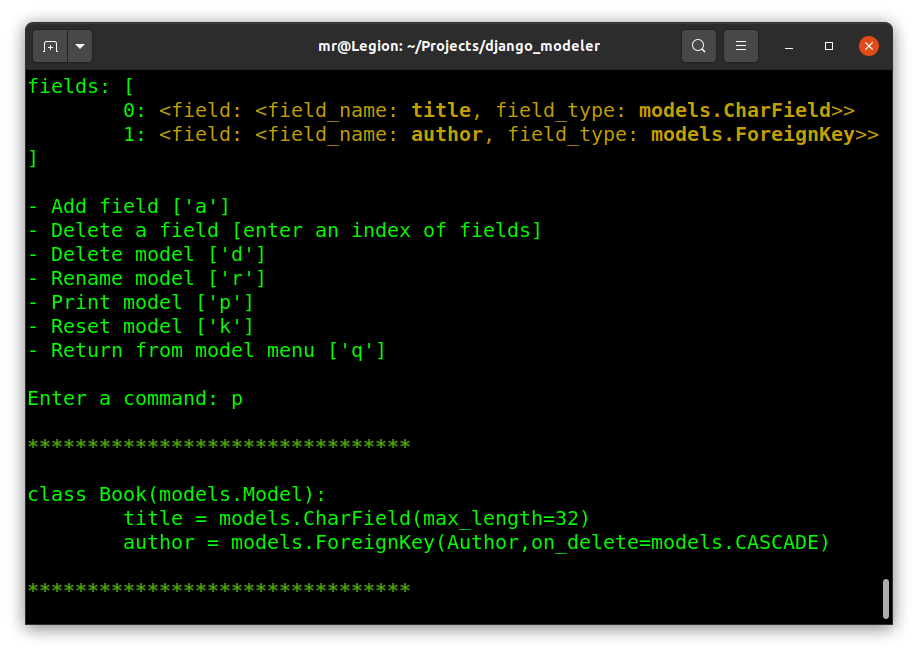 mr@Legion: ~/Projects/django_modeler
fields: [
        0: <field: <field_name: title, field_type: models.CharField>>
        1: <field: <field_name: author, field_type: models.ForeignKey>>
]
- Add field ['a']
- Delete a field [enter an index of fields]
- Delete model ['d']
- Rename model ['r']
- Print model ['p']
- Reset model ['k']
- Return from model menu ['q']
Enter a command: p
********************************
class Book(models.Model):
        title = models.CharField(max_length=32)
        author = models.ForeignKey(Author,on_delete=models.CASCADE)
********************************